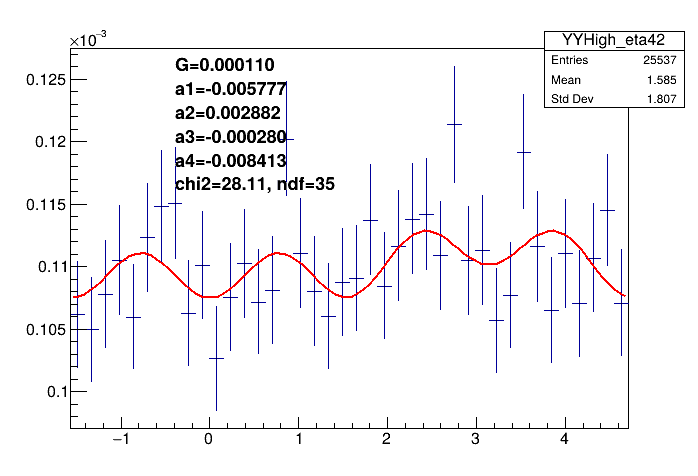 ×10⁻³
YYHigh_eta42
Entries 25537
Mean 1.585
Std Dev 1.807
G=0.000110
a1=-0.005777
a2=0.002882
a3=-0.000280
a4=-0.008413
chi2=28.11, ndf=35
0.125
0.12
0.115
0.11
0.105
0.1
−1 0 1 2 3 4